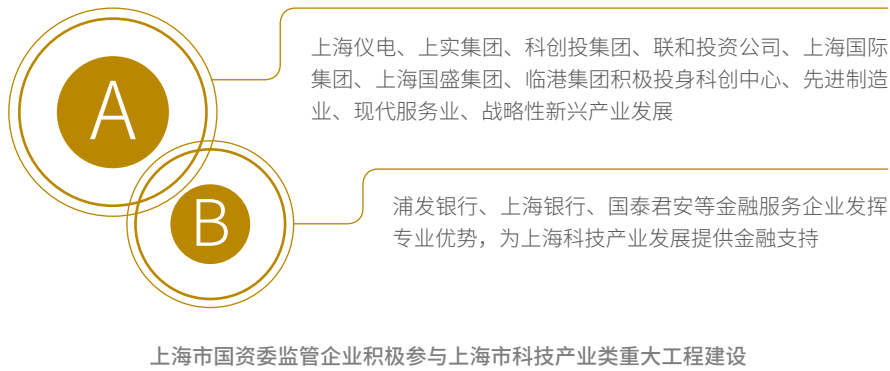 A
上海仪电、上实集团、科创投集团、联和投资公司、上海国际
集团、上海国盛集团、临港集团积极投身科创中心、先进制造
业、现代服务业、战略性新兴产业发展
B
浦发银行、上海银行、国泰君安等金融服务企业发挥
专业优势，为上海科技产业发展提供金融支持
上海市国资委监管企业积极参与上海市科技产业类重大工程建设